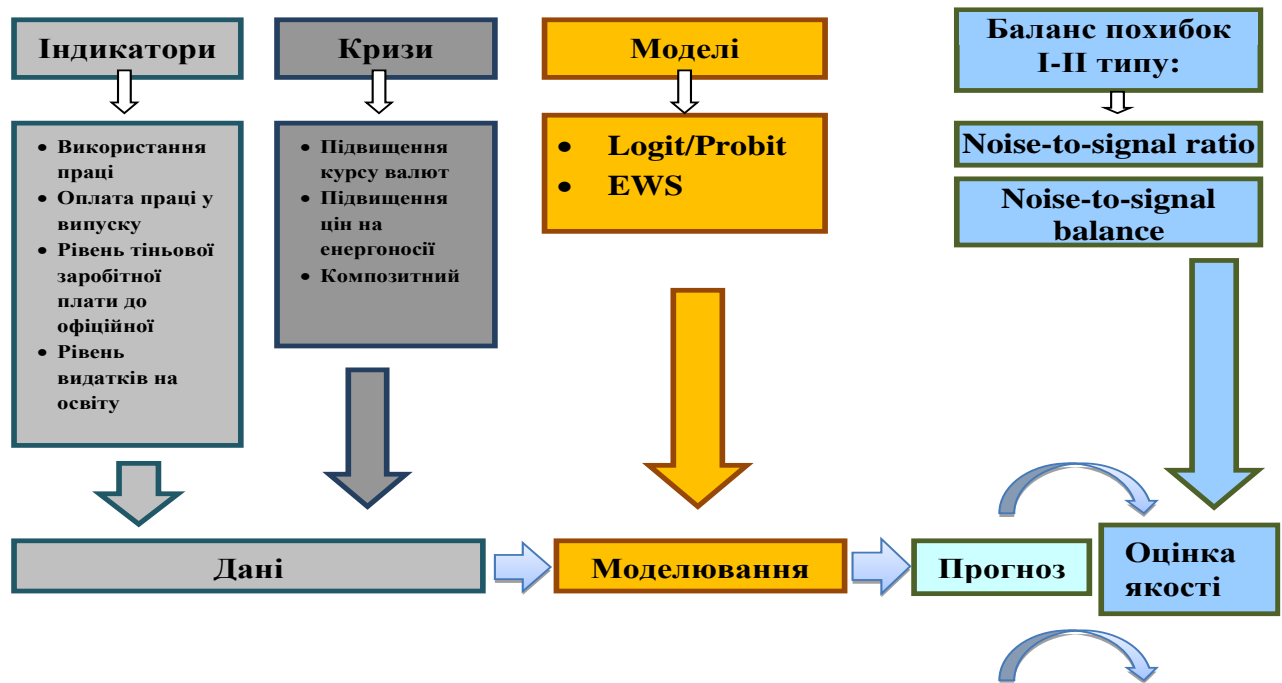 Індикатори
• Використання
праці
• Оплата праці у
випуску
• Рівень тіньової
заробітної
плати до
офіційної
• Рівень
видатків на
освіту
Кризи
• Підвищення
курсу валют
• Підвищення
цін на
енергоносії
• Композитний
Моделі
• Logit/Probit
• EWS
Баланс похибок
І-ІІ типу:
Noise-to-signal ratio
Noise-to-signal
balance
Дані
Моделювання
Прогноз
Оцінка
якості